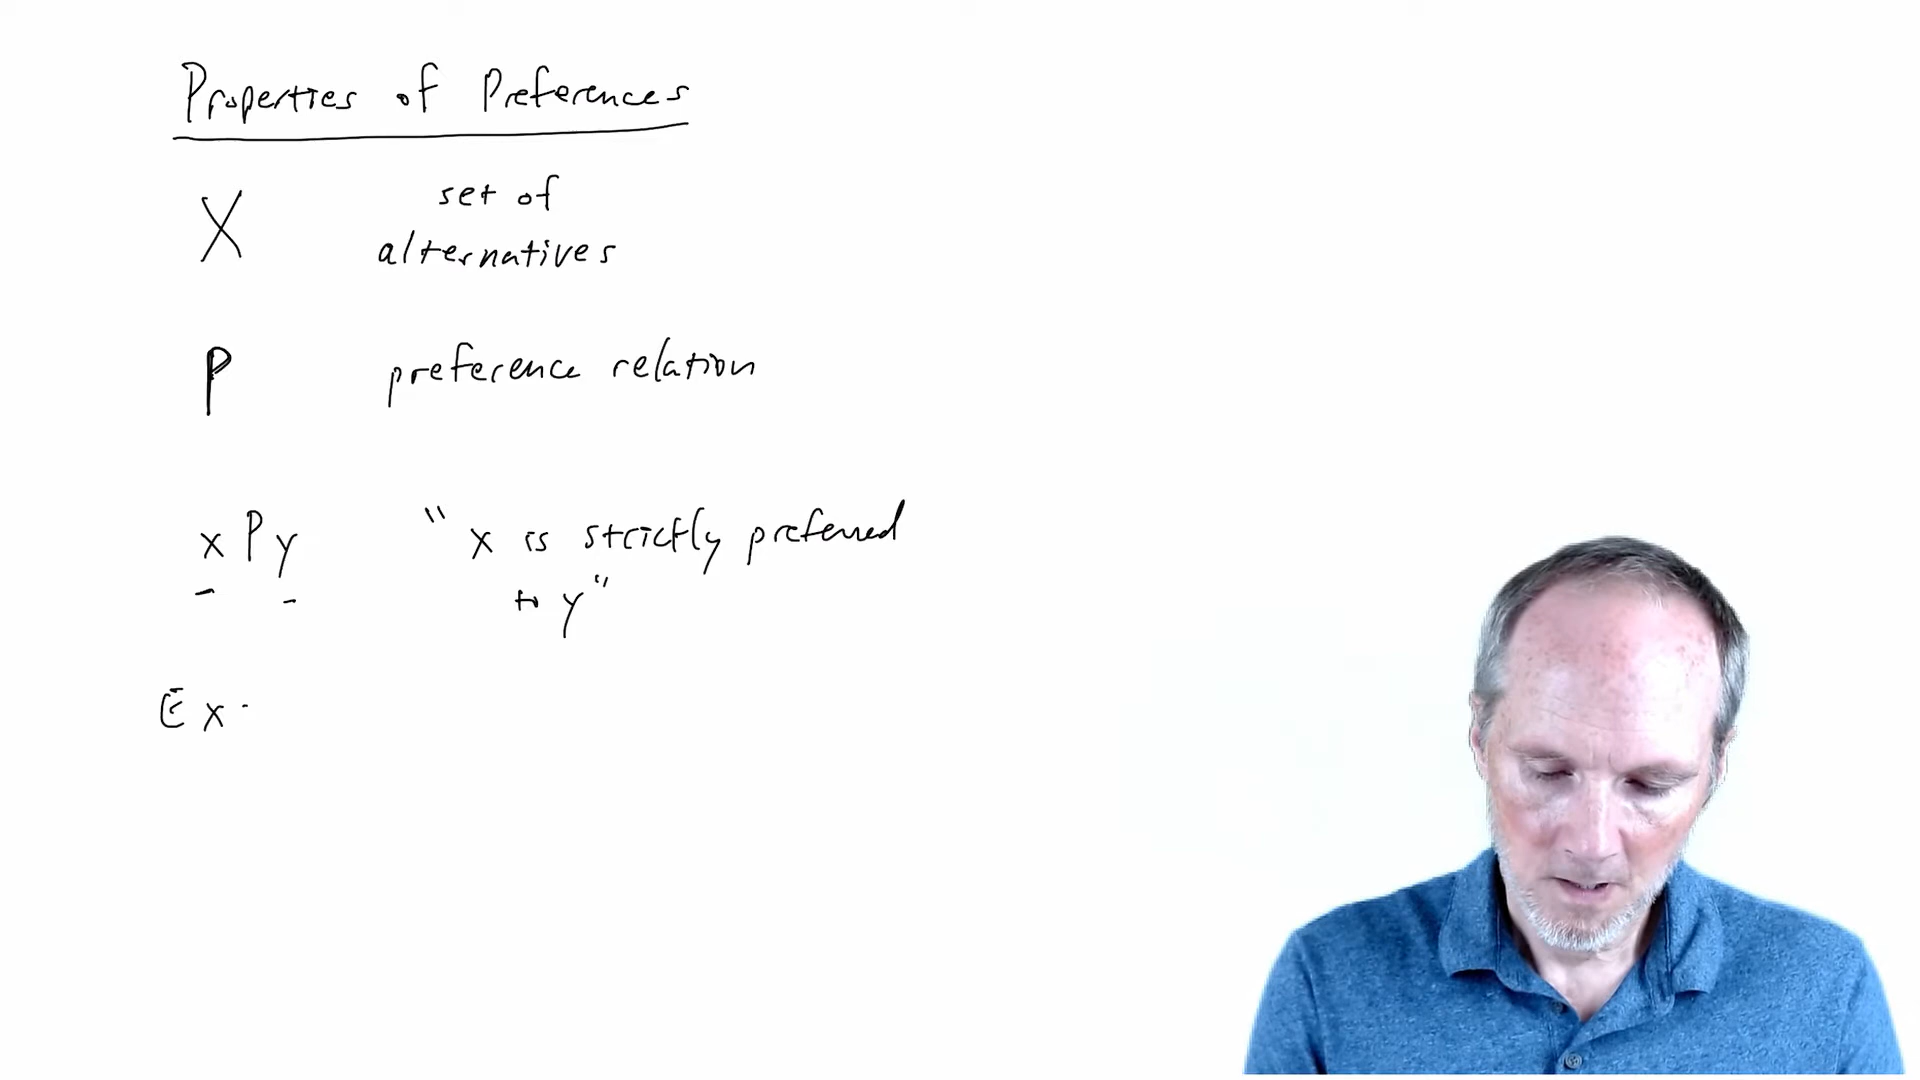 Properties of Preferences
X set of
alternatives
P preference relation
x P y "x is strictly preferred
to y"
Ex.